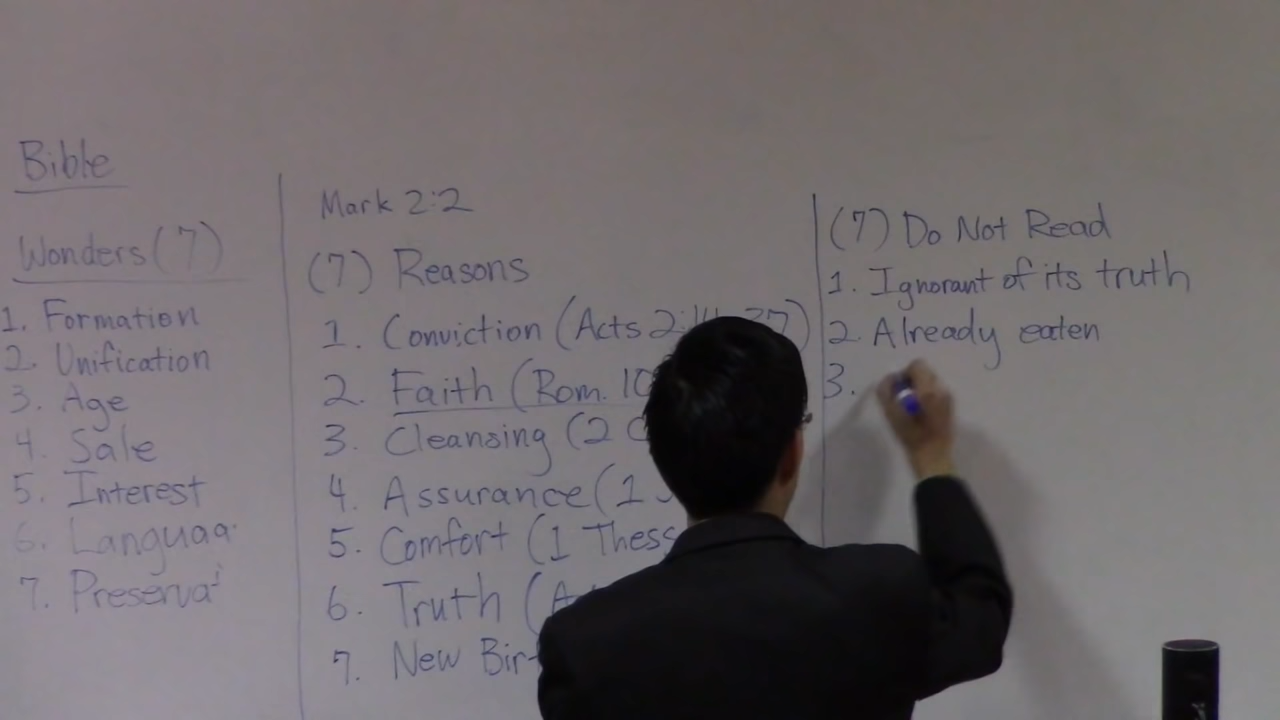 Bible
Wonders (7)
1. Formation
2. Unification
3. Age
4. Sale
5. Interest
6. Languag
7. Preserva
Mark 2:2
(7) Reasons
1. Conviction (Acts 2:14-37)
2. Faith (Rom. 10
3. Cleansing (2 C
4. Assurance (1 J
5. Comfort (1 Thess
6. Truth (A
7. New Birt
(7) Do Not Read
1. Ignorant of its truth
2. Already eaten
3.